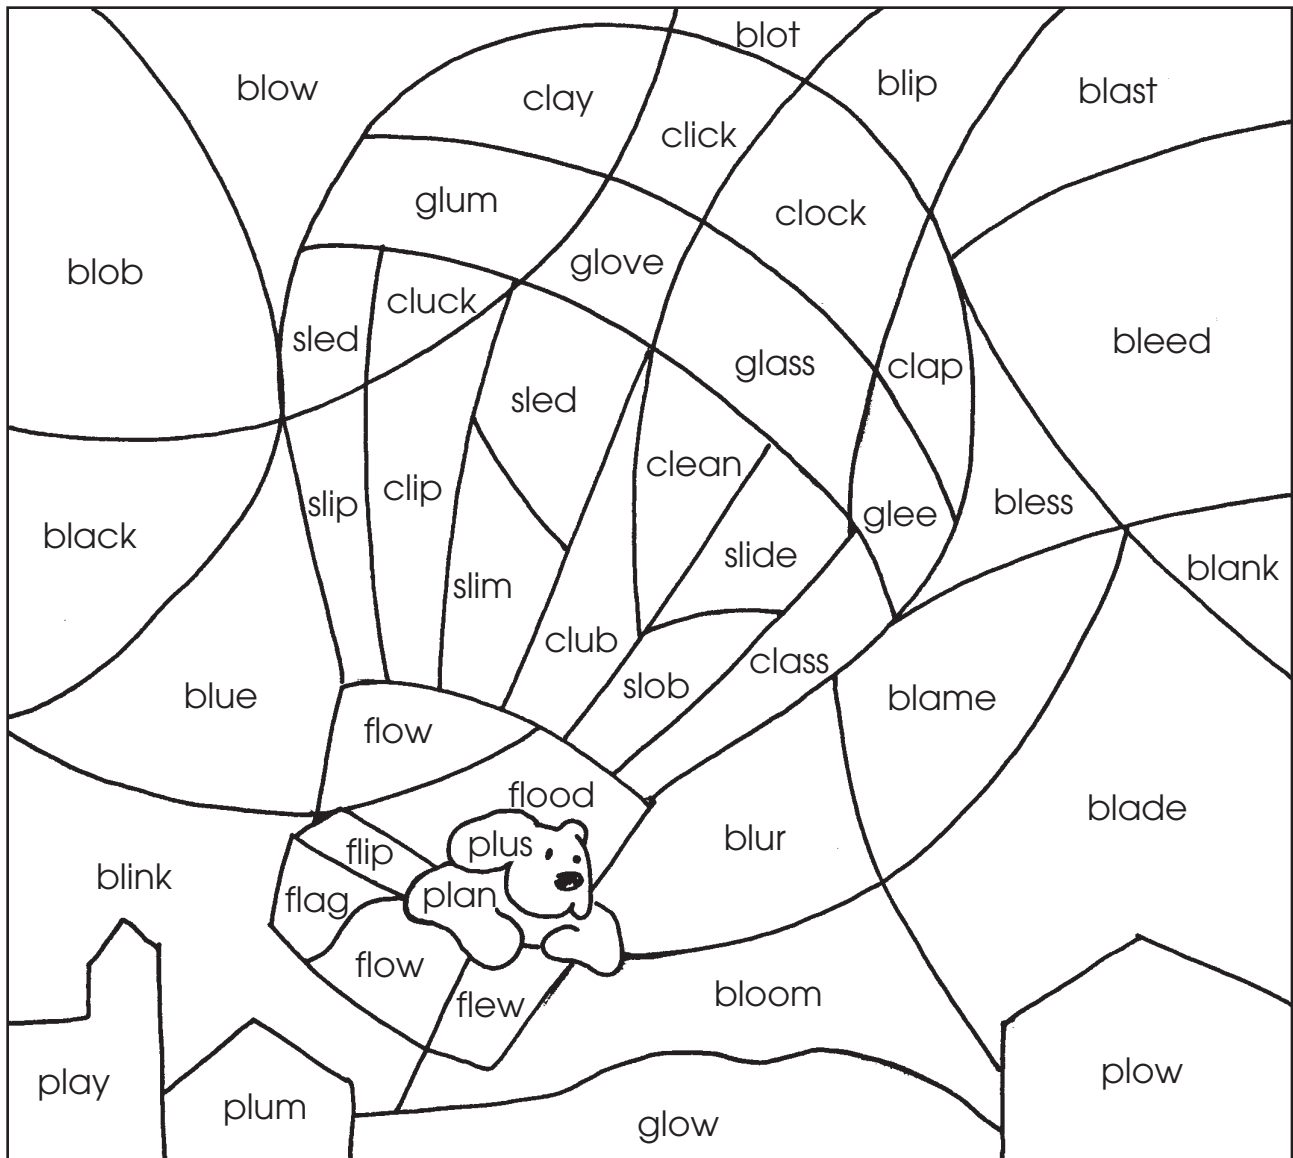 blot
blow
clay
blip
blast
click
glum
clock
blob
glove
cluck
sled
bleed
glass
clap
sled
clean
slip
clip
bless
glee
black
slide
blank
slim
club
class
slob
blue
blame
flow
flood
blade
plus
blur
flip
blink
plan
flag
flow
bloom
flew
play
plow
plum
glow